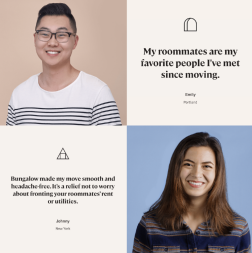 My roommates are my
favorite people I've met
since moving.
Emily
Portland
Bungalow made my move smooth and
headache-free. It's a relief not to worry
about fronting your roommates' rent
or utilities.
Johnny
New York